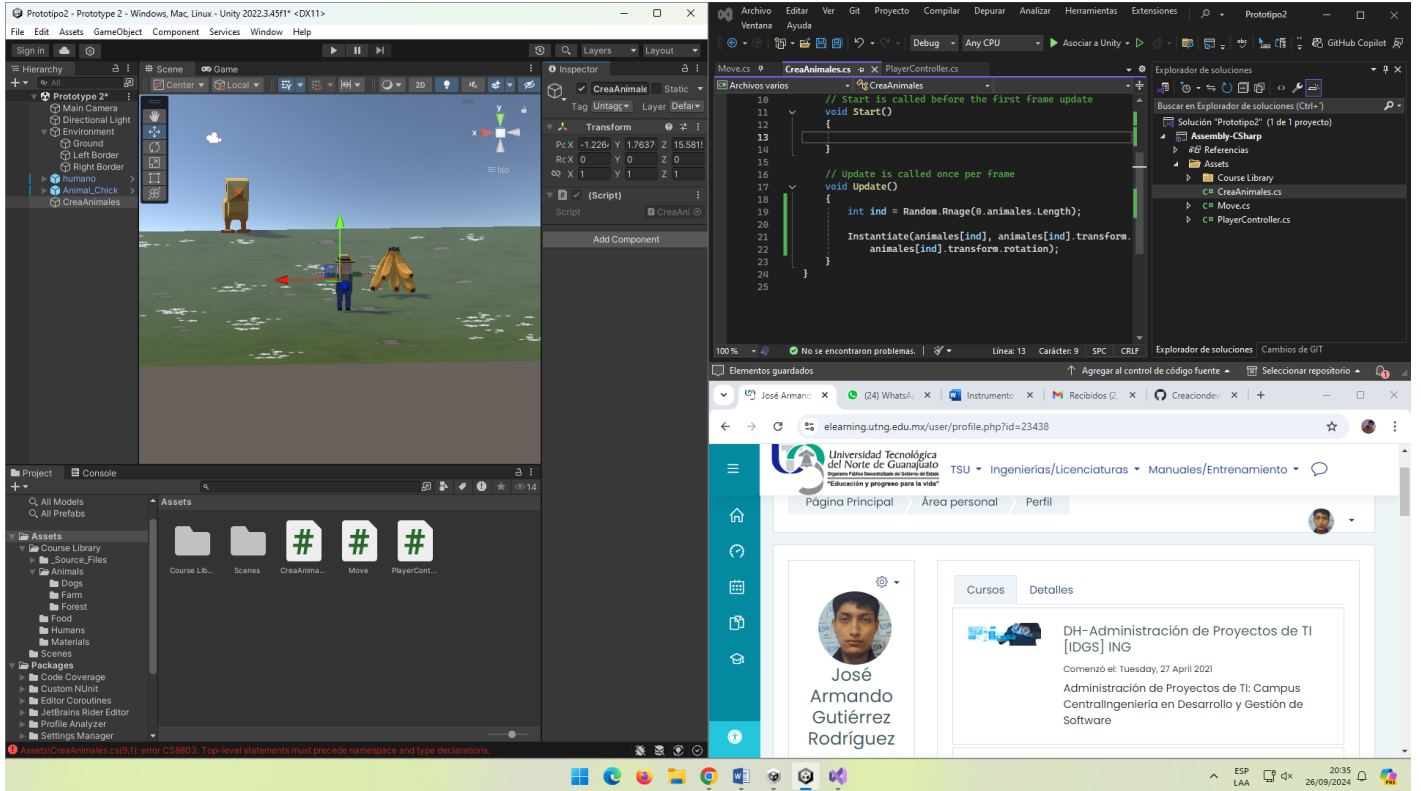 Prototipo2 - Prototype 2 - Windows, Mac, Linux - Unity 2022.3.45f1* <DX11>
File Edit Assets GameObject Component Services Window Help
Sign in Layers Layout
Hierarchy
All
Prototype 2*
Main Camera
Directional Light
Environment
Ground
Left Border
Right Border
humano
Animal_Chick
CreaAnimales
Scene Game
Center Local 2D
y
x
Iso
Inspector
CreaAnimale Static
Tag Untagg Layer Defau
Transform
X -1.226 Y 1.7637 Z 15.581
X 0 Y 0 Z 0
X 1 Y 1 Z 1
(Script)
Script CreaAni
Add Component
Project Console
14
All Models
All Prefabs
Assets
Course Library
_Source_Files
Animals
Dogs
Farm
Forest
Food
Humans
Materials
Scenes
Packages
Code Coverage
Custom NUnit
Editor Coroutines
JetBrains Rider Editor
Profile Analyzer
Settings Manager
Assets
Course Lib...
Scenes
CreaAnima...
Move
PlayerCont...
Assets\CreaAnimales.cs(9,1): error CS8803: Top-level statements must precede namespace and type declarations.
Archivo Editar Ver Git Proyecto Compilar Depurar Analizar Herramientas Extensiones Prototipo2
Ventana Ayuda
Debug Any CPU Asociar a Unity GitHub Copilot
Move.cs CreaAnimales.cs PlayerController.cs
Archivos varios CreaAnimales
10 // Start is called before the first frame update
11 void Start()
12 {
13
14 }
15
16 // Update is called once per frame
17 void Update()
18 {
19 int ind = Random.Rnage(0.animales.Length);
20
21 Instantiate(animales[ind], animales[ind].transform.
22 animales[ind].transform.rotation);
23 }
24 }
25
100 % No se encontraron problemas. Línea: 13 Carácter: 9 SPC CRLF
Explorador de soluciones
Buscar en Explorador de soluciones (Ctrl+´)
Solución "Prototipo2" (1 de 1 proyecto)
Assembly-CSharp
Referencias
Assets
Course Library
C# CreaAnimales.cs
C# Move.cs
C# PlayerController.cs
Explorador de soluciones Cambios de GIT
Elementos guardados Agregar al control de código fuente Seleccionar repositorio
José Armand (24) WhatsA Instrumento Recibidos (2, Creaciondev
elearning.utng.edu.mx/user/profile.php?id=23438
Universidad Tecnológica
del Norte de Guanajuato
Organismo Público Descentralizado del Gobierno del Estado
"Educación y progreso para la vida"
TSU Ingenierías/Licenciaturas Manuales/Entrenamiento
Página Principal Área personal Perfil
José
Armando
Gutiérrez
Rodríguez
Cursos Detalles
DH-Administración de Proyectos de TI
[IDGS] ING
Comenzó el: Tuesday, 27 April 2021
Administración de Proyectos de TI: Campus
CentralIngeniería en Desarrollo y Gestión de
Software
ESP
LAA
20:35
26/09/2024